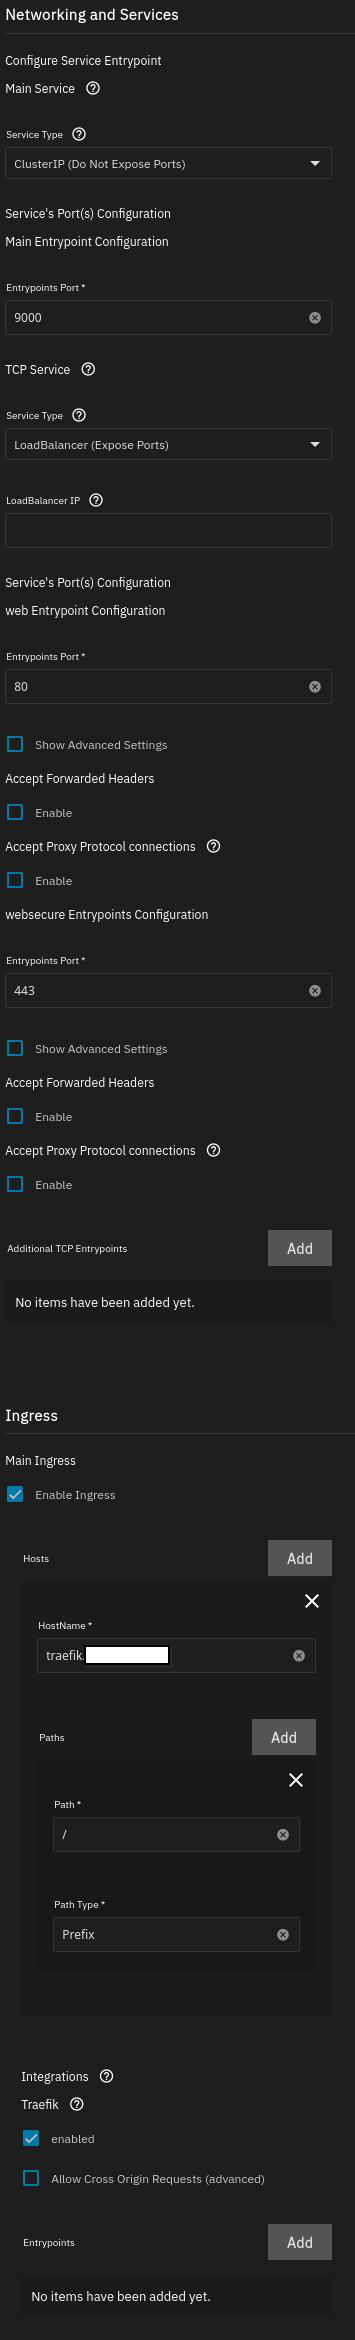 Networking and Services
Configure Service Entrypoint
Main Service
Service Type
ClusterIP (Do Not Expose Ports)
Service's Port(s) Configuration
Main Entrypoint Configuration
Entrypoints Port *
9000
TCP Service
Service Type
LoadBalancer (Expose Ports)
LoadBalancer IP
Service's Port(s) Configuration
web Entrypoint Configuration
Entrypoints Port *
80
Show Advanced Settings
Accept Forwarded Headers
Enable
Accept Proxy Protocol connections
Enable
websecure Entrypoints Configuration
Entrypoints Port *
443
Show Advanced Settings
Accept Forwarded Headers
Enable
Accept Proxy Protocol connections
Enable
Additional TCP Entrypoints
Add
No items have been added yet.
Ingress
Main Ingress
Enable Ingress
Hosts
Add
HostName *
traefik.
Paths
Add
Path *
/
Path Type *
Prefix
Integrations
Traefik
enabled
Allow Cross Origin Requests (advanced)
Entrypoints
Add
No items have been added yet.